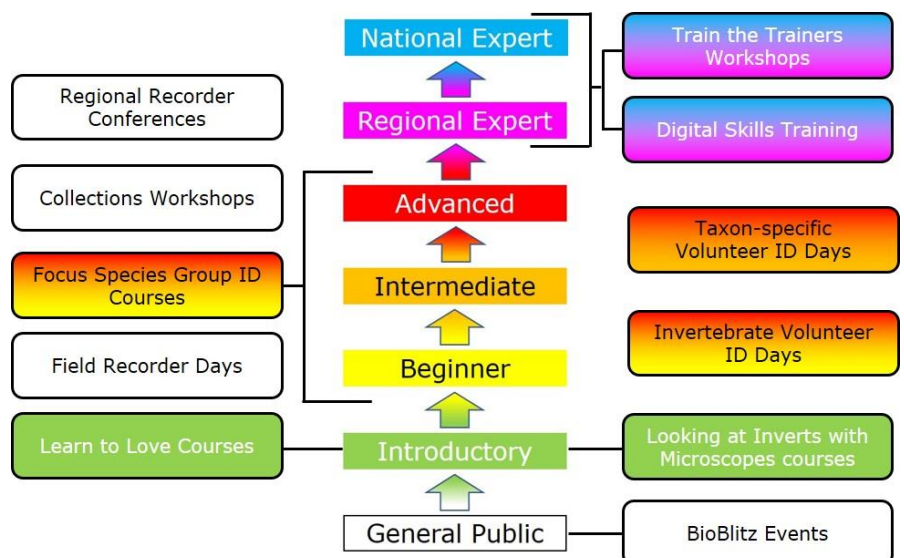 National Expert
Regional Expert
Advanced
Intermediate
Beginner
Introductory
General Public
Regional Recorder
Conferences
Collections Workshops
Focus Species Group ID
Courses
Field Recorder Days
Learn to Love Courses
Train the Trainers
Workshops
Digital Skills Training
Taxon-specific
Volunteer ID Days
Invertebrate Volunteer
ID Days
Looking at Inverts with
Microscopes courses
BioBlitz Events